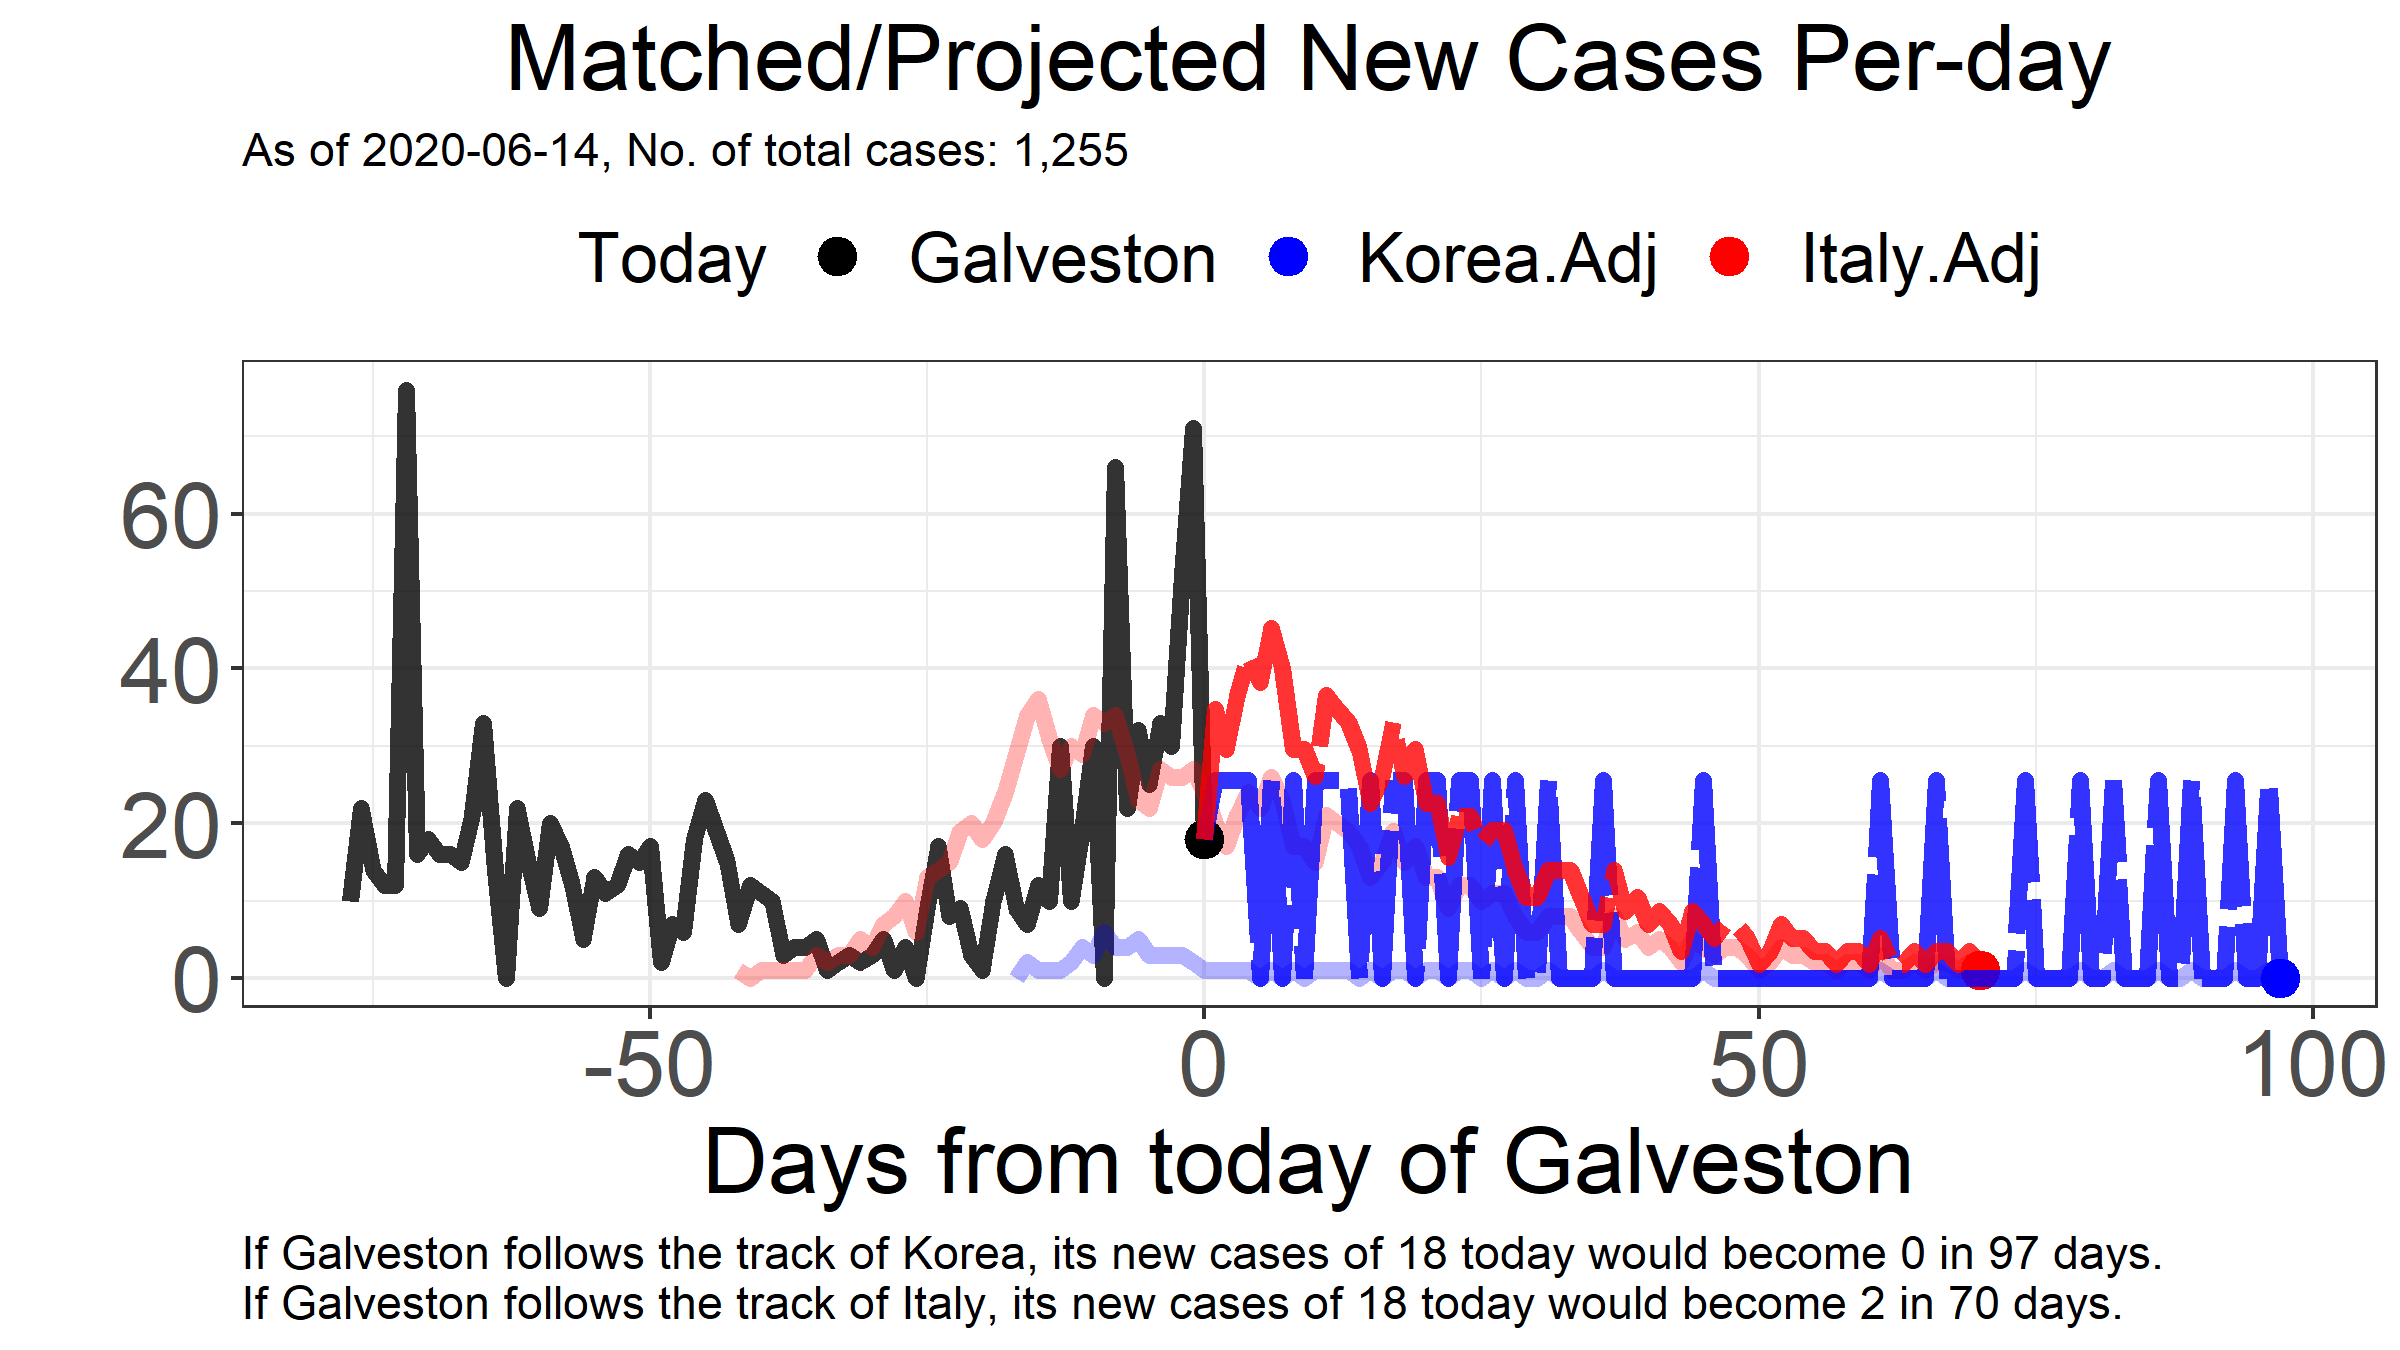 Matched/Projected New Cases Per-day
As of 2020-06-14, No. of total cases: 1,255
Today Galveston Korea.Adj Italy.Adj
60
40
20
0
-50 0 50 100
Days from today of Galveston
If Galveston follows the track of Korea, its new cases of 18 today would become 0 in 97 days.
If Galveston follows the track of Italy, its new cases of 18 today would become 2 in 70 days.